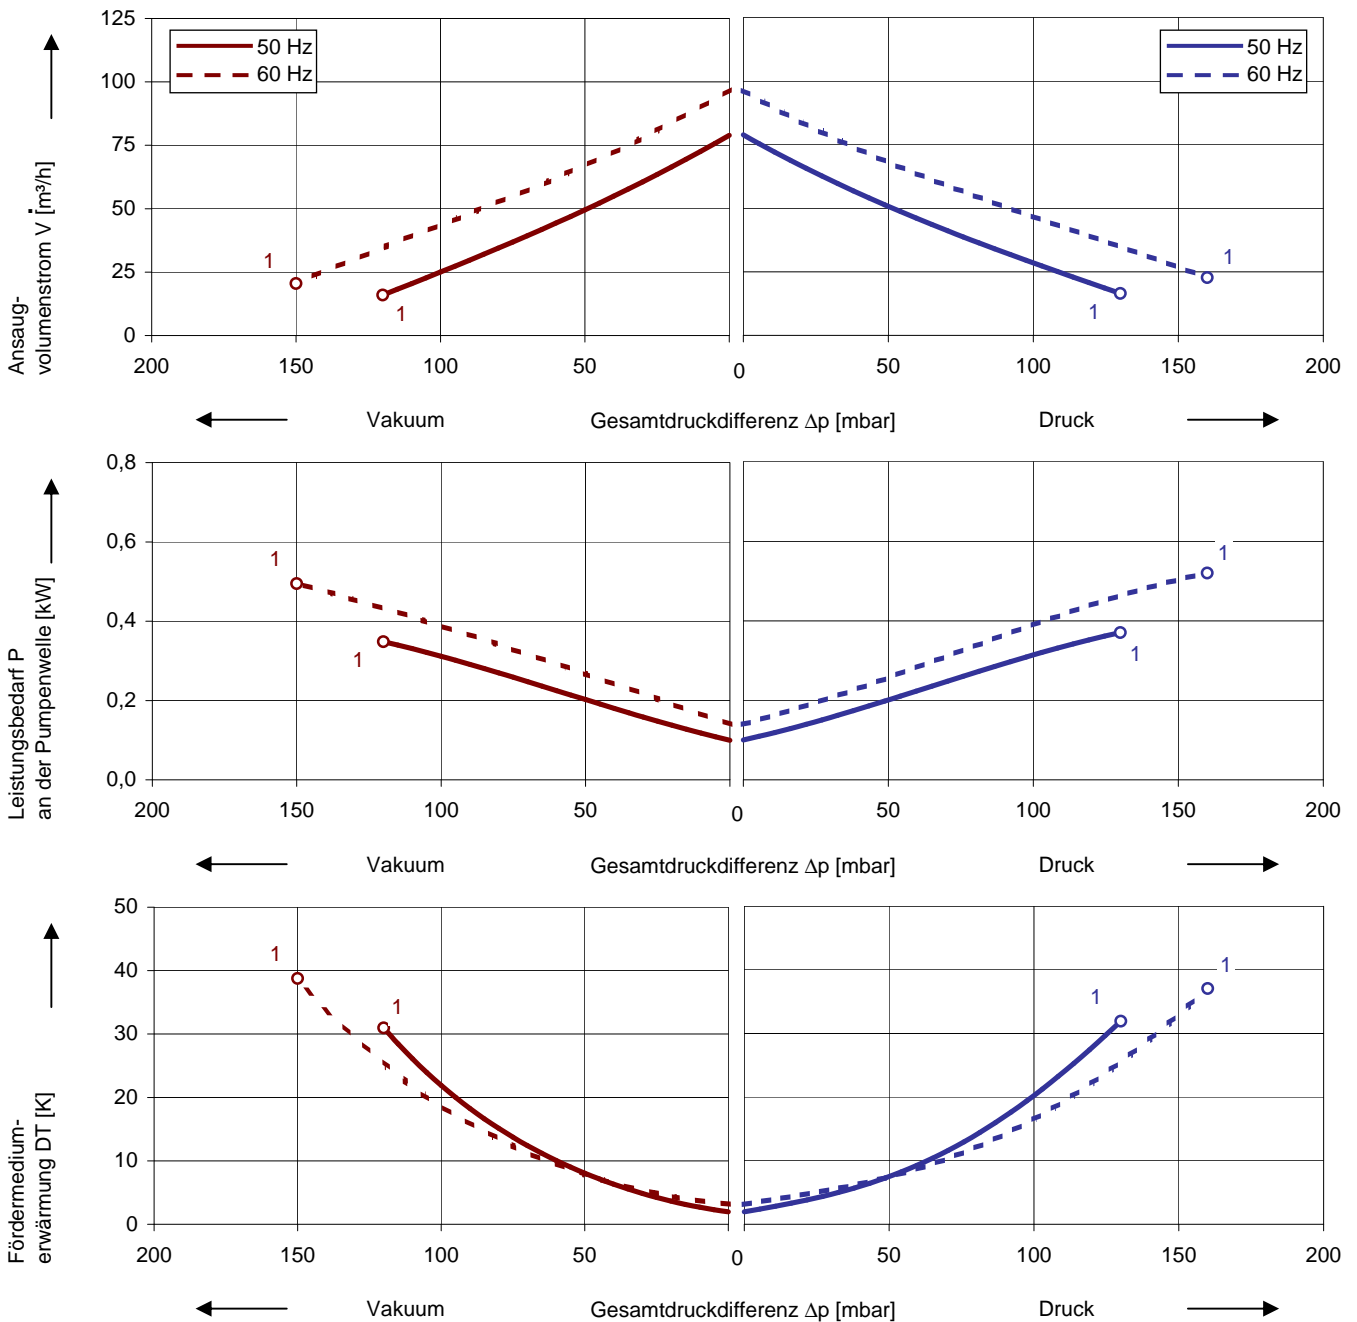 125
100
75
50
25
0
50 Hz
60 Hz
50 Hz
60 Hz
1
1
1
1
200
150
100
50
0
50
100
150
200
Ansaug-
volumenstrom V̇ [m³/h]
Vakuum
Gesamtdruckdifferenz Δp [mbar]
Druck
0,8
0,6
0,4
0,2
0,0
1
1
1
1
200
150
100
50
0
50
100
150
200
Leistungsbedarf P
an der Pumpenwelle [kW]
Vakuum
Gesamtdruckdifferenz Δp [mbar]
Druck
50
40
30
20
10
0
1
1
1
1
200
150
100
50
0
50
100
150
200
Fördermedium-
erwärmung DT [K]
Vakuum
Gesamtdruckdifferenz Δp [mbar]
Druck